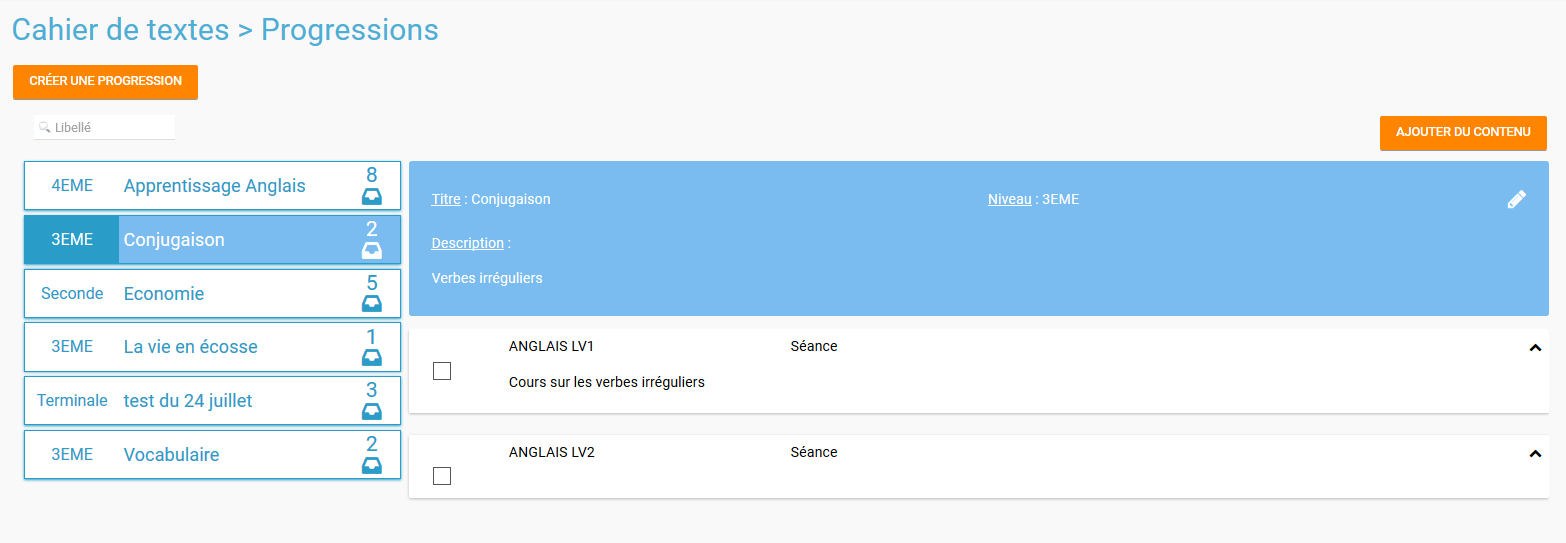 Cahier de textes > Progressions
CRÉER UNE PROGRESSION
Libellé
AJOUTER DU CONTENU
4EME Apprentissage Anglais 8
3EME Conjugaison 2
Seconde Economie 5
3EME La vie en écosse 1
Terminale test du 24 juillet 3
3EME Vocabulaire 2
Titre : Conjugaison Niveau : 3EME
Description :
Verbes irréguliers
ANGLAIS LV1 Séance
Cours sur les verbes irréguliers
ANGLAIS LV2 Séance